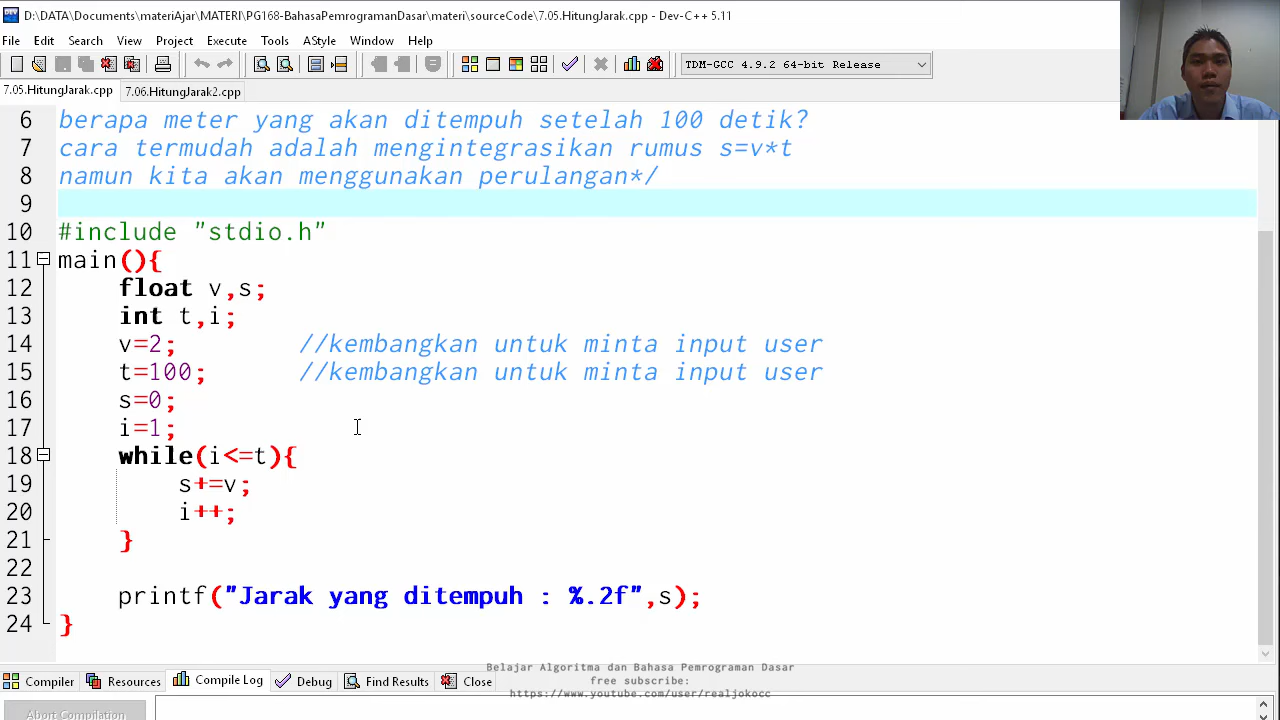 D:\DATA\Documents\materiAjar\MATERI\PG168-BahasaPemrogramanDasar\materi\sourceCode\7.05.HitungJarak.cpp - Dev-C++ 5.11
File Edit Search View Project Execute Tools AStyle Window Help
TDM-GCC 4.9.2 64-bit Release
7.05.HitungJarak.cpp 7.06.HitungJarak2.cpp
6 berapa meter yang akan ditempuh setelah 100 detik?
7 cara termudah adalah mengintegrasikan rumus s=v*t
8 namun kita akan menggunakan perulangan*/
9
10 #include "stdio.h"
11 main(){
12 float v,s;
13 int t,i;
14 v=2; //kembangkan untuk minta input user
15 t=100; //kembangkan untuk minta input user
16 s=0;
17 i=1;
18 while(i<=t){
19 s+=v;
20 i++;
21 }
22
23 printf("Jarak yang ditempuh : %.2f",s);
24 }
Belajar Algoritma dan Bahasa Pemrograman Dasar
free subscribe:
https://www.youtube.com/user/realjokocc
Compiler Resources Compile Log Debug Find Results Close
Abort Compilation